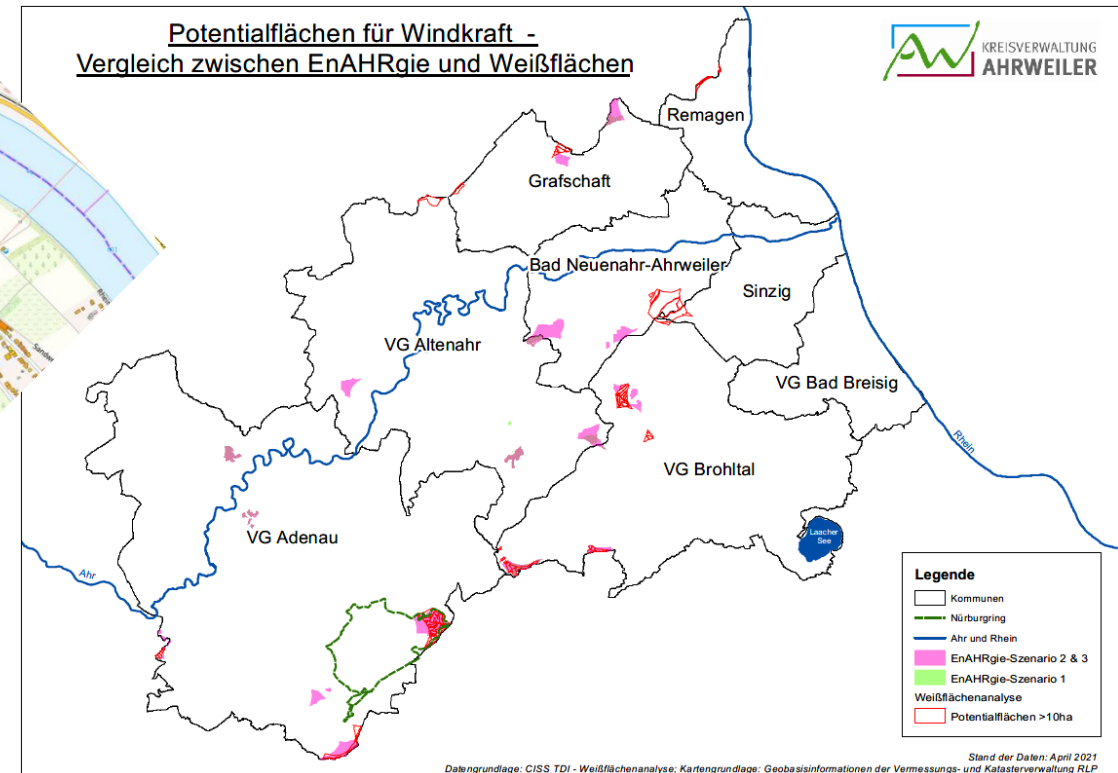 Potentialflächen für Windkraft -
Vergleich zwischen EnAHRgie und Weißflächen
AW
KREISVERWALTUNG
AHRWEILER
Remagen
Grafschaft
Bad Neuenahr-Ahrweiler
Sinzig
VG Altenahr
VG Bad Breisig
Rhein
VG Brohltal
VG Adenau
Laacher
See
Ahr
Rhein
Sandwe
Legende
Kommunen
Nürburgring
Ahr und Rhein
EnAHRgie-Szenario 2 & 3
EnAHRgie-Szenario 1
Weißflächenanalyse
Potentialflächen >10ha
Stand der Daten: April 2021
Datengrundlage: CISS TDI - Weißflächenanalyse; Kartengrundlage: Geobasisinformationen der Vermessungs- und Katasterverwaltung RLP